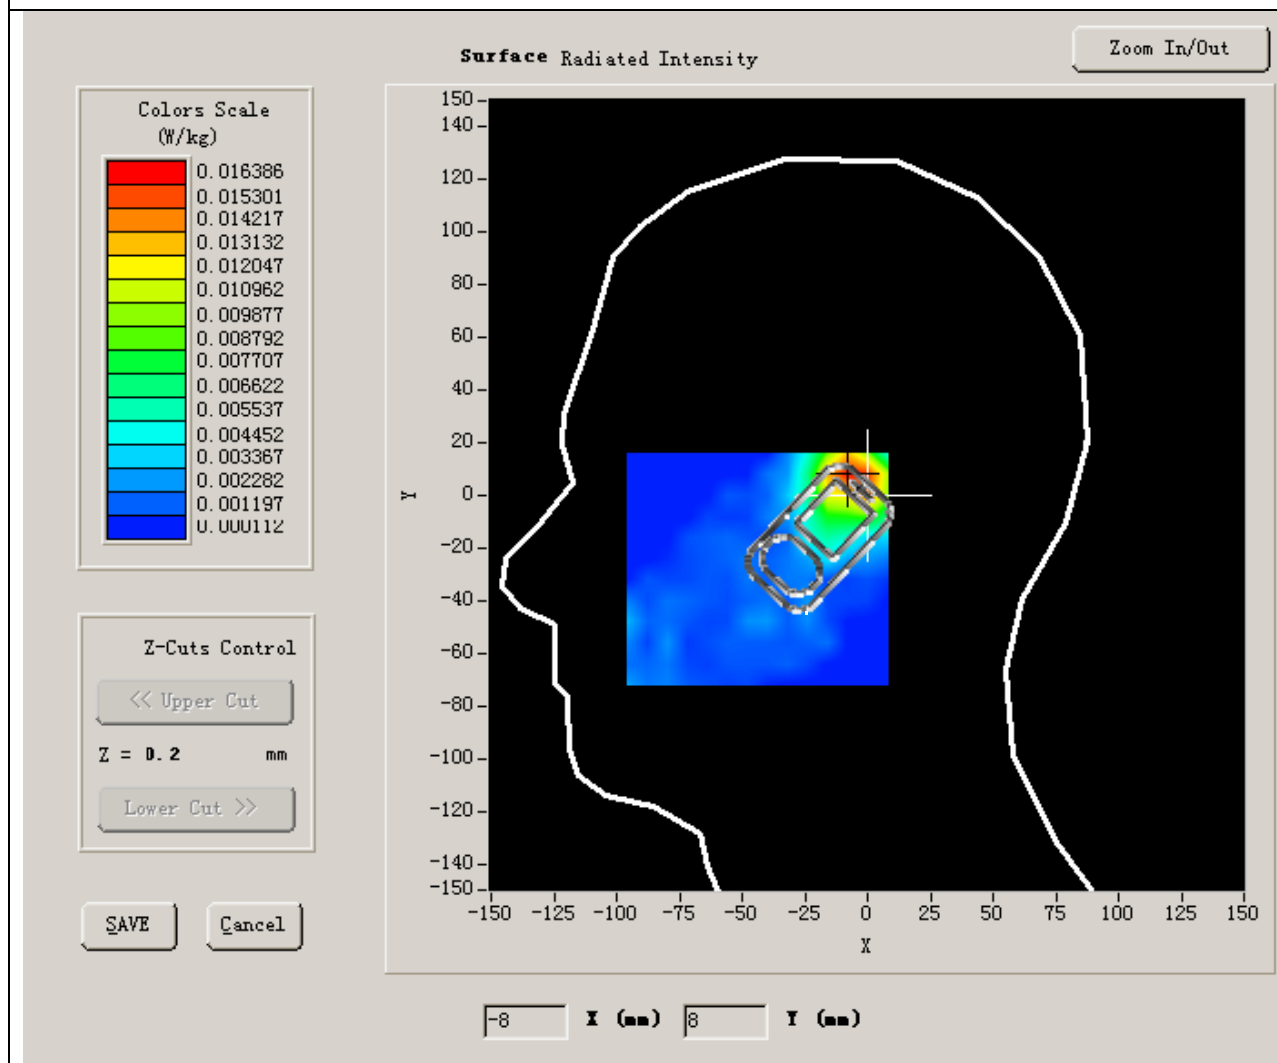 Surface Radiated Intensity
Zoom In/Out
Colors Scale
(W/kg)
0.016386
0.015301
0.014217
0.013132
0.012047
0.010962
0.009877
0.008792
0.007707
0.006622
0.005537
0.004452
0.003367
0.002282
0.001197
0.000112
Z-Cuts Control
<< Upper Cut
Z = 0.2 mm
Lower Cut >>
SAVE Cancel
150
140
120
100
80
60
40
20
0
-20
-40
-60
-80
-100
-120
-140
-150
Y
-150 -125 -100 -75 -50 -25 0 25 50 75 100 125 150
X
-8 X (mm) 8 Y (mm)